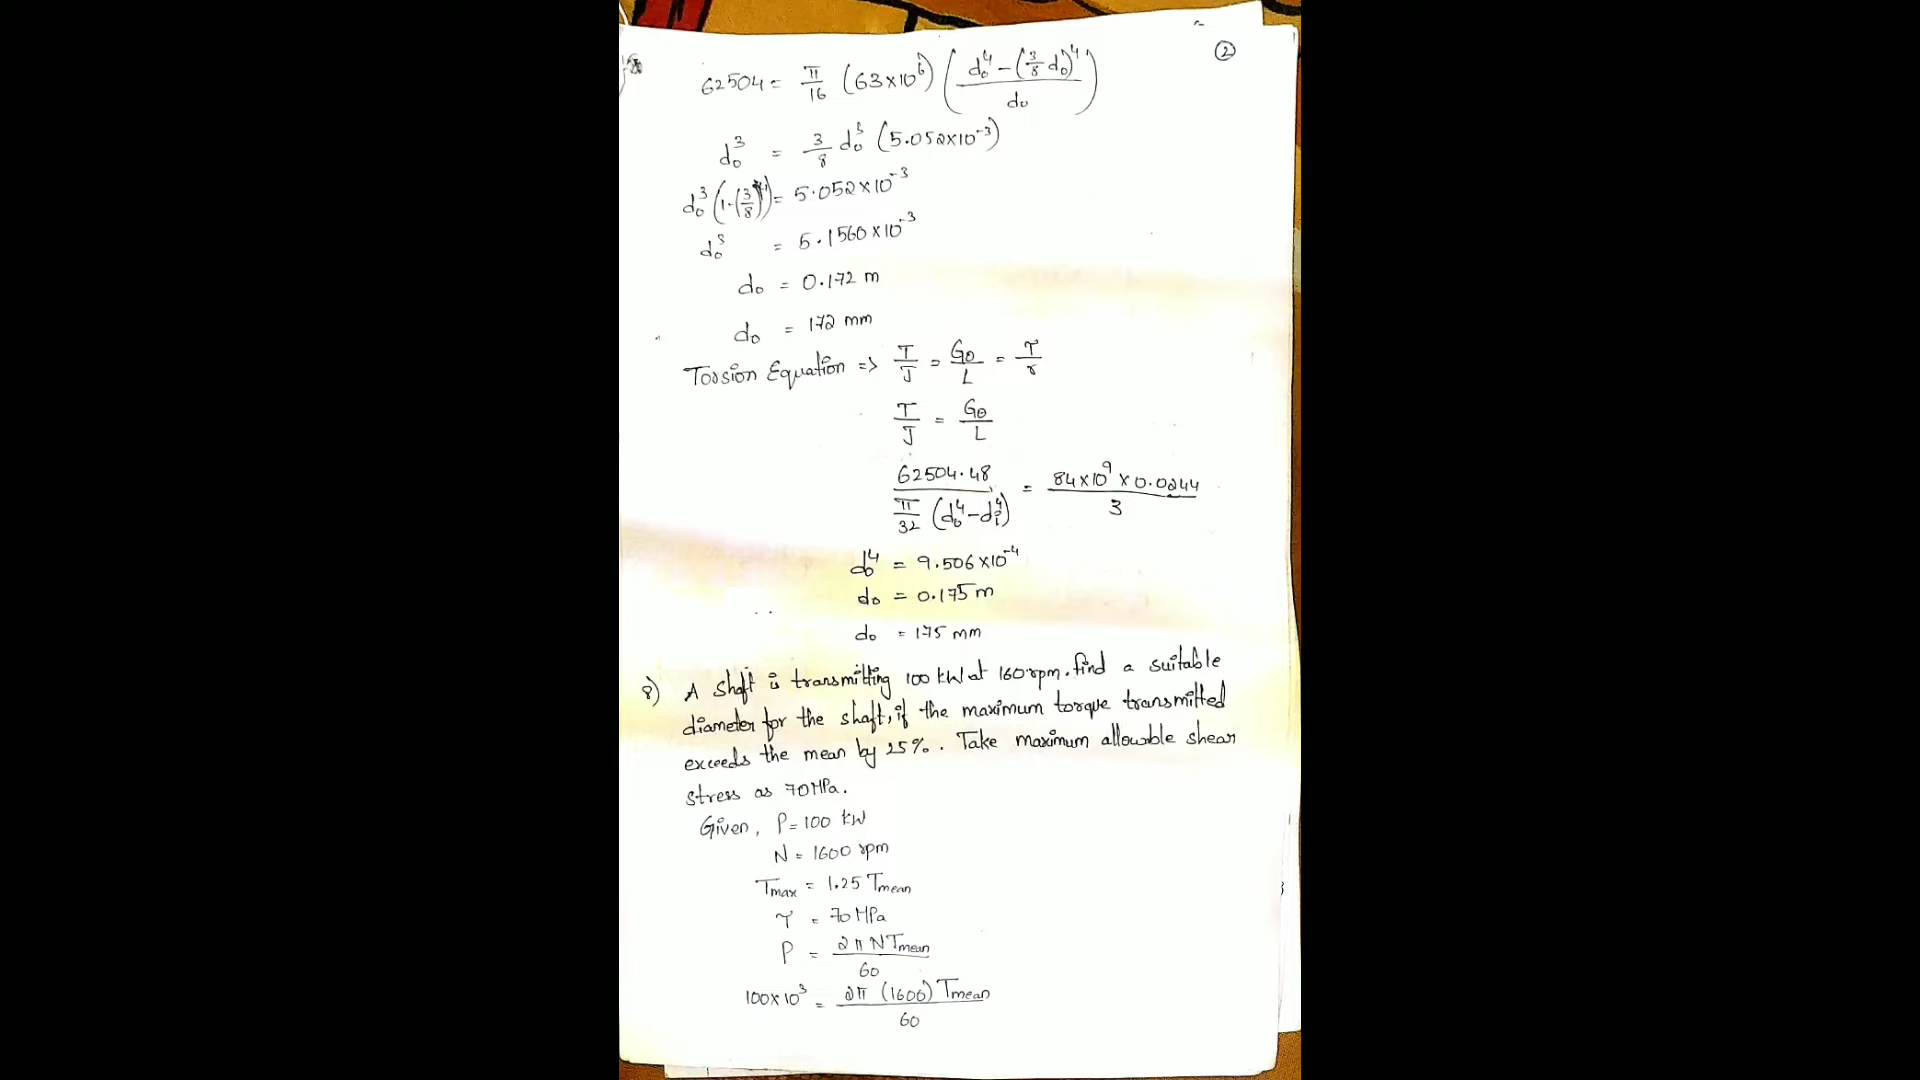 ②
62504 = π/16 (63×10⁶) ((d₀⁴ - (3/8 d₀)⁴)/d₀)
d₀³ = 3/8 d₀³ (5.052×10⁻³)
d₀³ (1-(3/8)⁴) = 5.052×10⁻³
d₀³ = 5.1560×10⁻³
d₀ = 0.172 m
d₀ = 172 mm
Torsion Equation => T/J = Gθ/L = τ/r
T/J = Gθ/L
62504.48 / (π/32 (d₀⁴-dᵢ⁴)) = (84×10⁹ × 0.0244)/3
d₀⁴ = 9.506×10⁻⁴
d₀ = 0.175 m
d₀ = 175 mm
8) A shaft is transmitting 100 kW at 160 rpm. find a suitable
diameter for the shaft, if the maximum torque transmitted
exceeds the mean by 25%. Take maximum allowable shear
stress as 70 MPa.
Given, P = 100 kW
N = 1600 rpm
Tmax = 1.25 Tmean
τ = 70 MPa
P = 2πNTmean/60
100×10³ = 2π (1600) Tmean/60